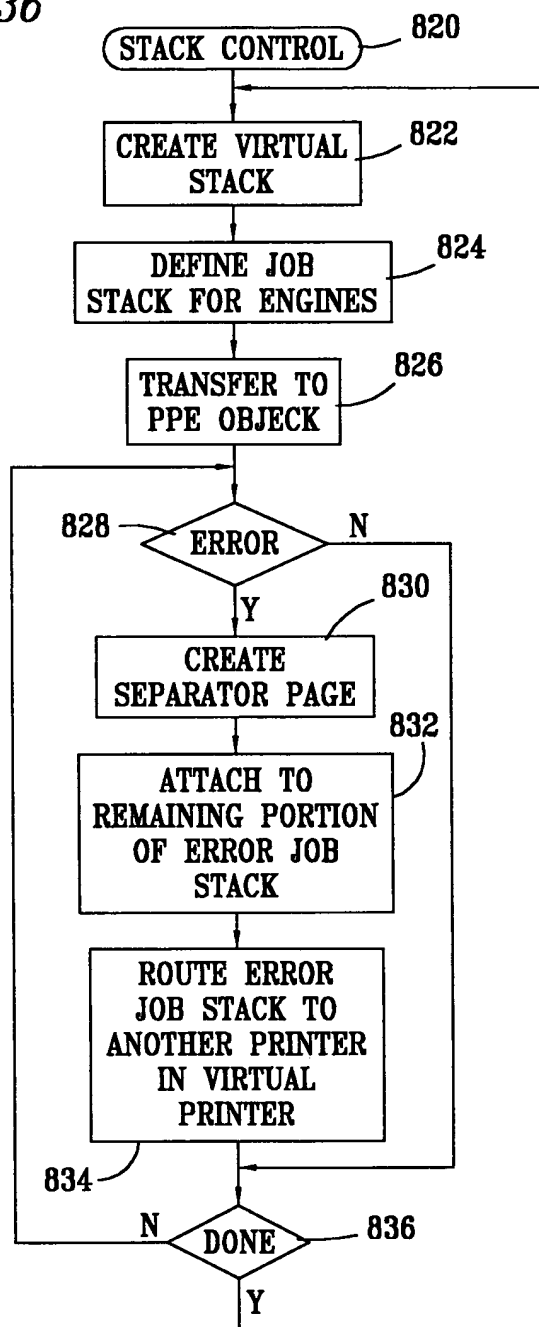 36
STACK CONTROL
820
CREATE VIRTUAL
STACK
822
DEFINE JOB
STACK FOR ENGINES
824
TRANSFER TO
PPE OBJECK
826
828
ERROR
N
Y
830
CREATE
SEPARATOR PAGE
832
ATTACH TO
REMAINING PORTION
OF ERROR JOB
STACK
ROUTE ERROR
JOB STACK TO
ANOTHER PRINTER
IN VIRTUAL
PRINTER
834
N
DONE
836
Y